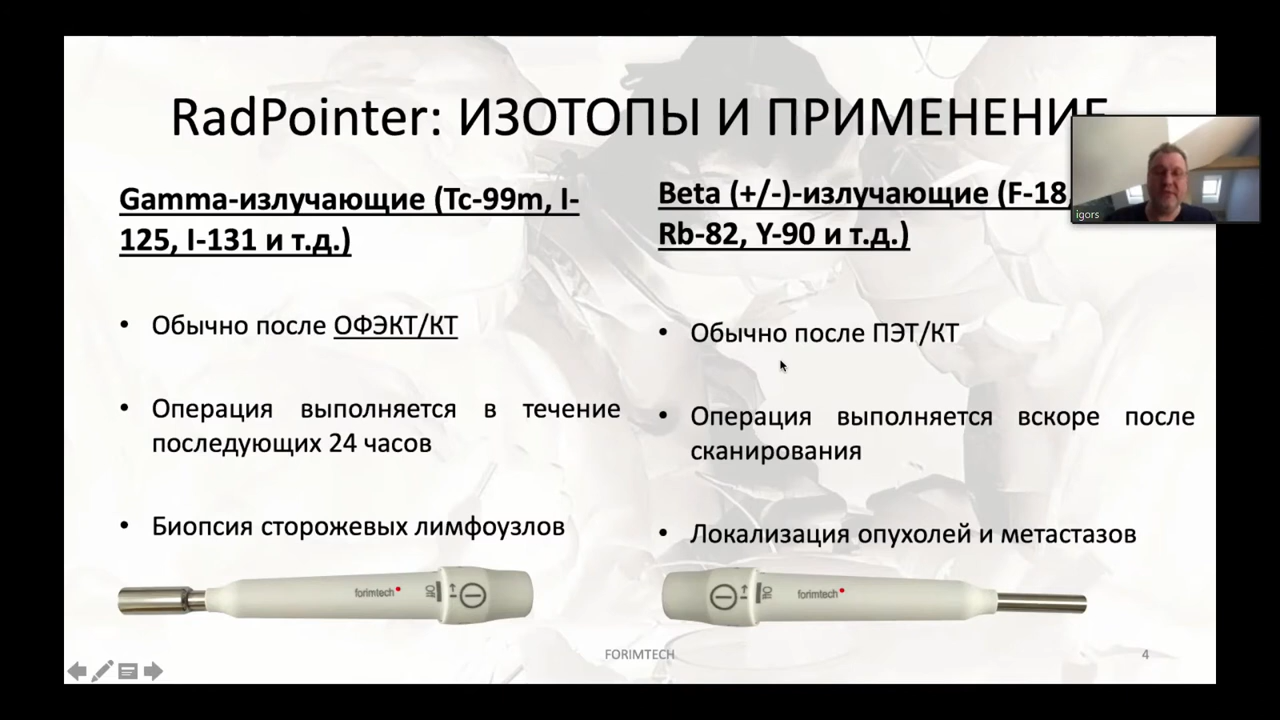 RadPointer: ИЗОТОПЫ И ПРИМЕНЕНИЕ
igors
Gamma-излучающие (Tc-99m, I-
125, I-131 и т.д.)
• Обычно после ОФЭКТ/КТ
• Операция выполняется в течение
последующих 24 часов
• Биопсия сторожевых лимфоузлов
Beta (+/-)-излучающие (F-18,
Rb-82, Y-90 и т.д.)
• Обычно после ПЭТ/КТ
• Операция выполняется вскоре после
сканирования
• Локализация опухолей и метастазов
forimtech
forimtech
FORIMTECH
4